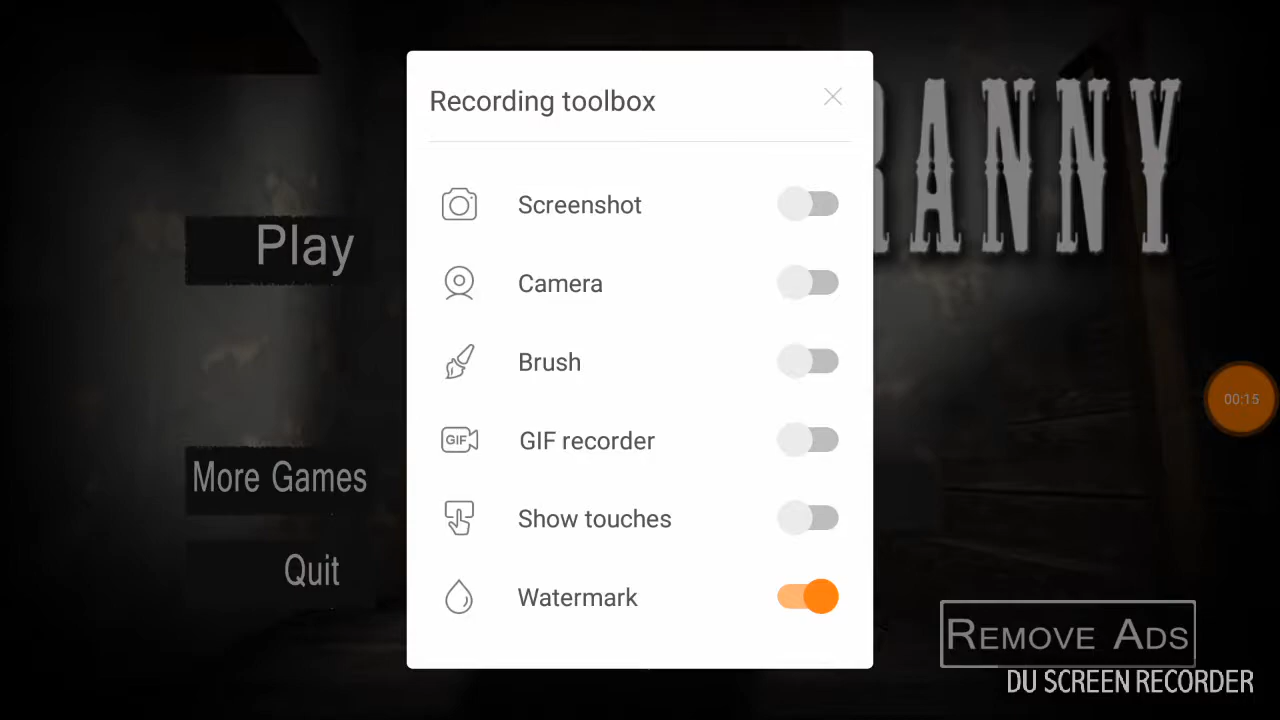 Recording toolbox
RANNY
Screenshot
Play
Camera
Brush
00:15
GIF
GIF recorder
More Games
Show touches
Quit
Watermark
REMOVE ADS
DU SCREEN RECORDER